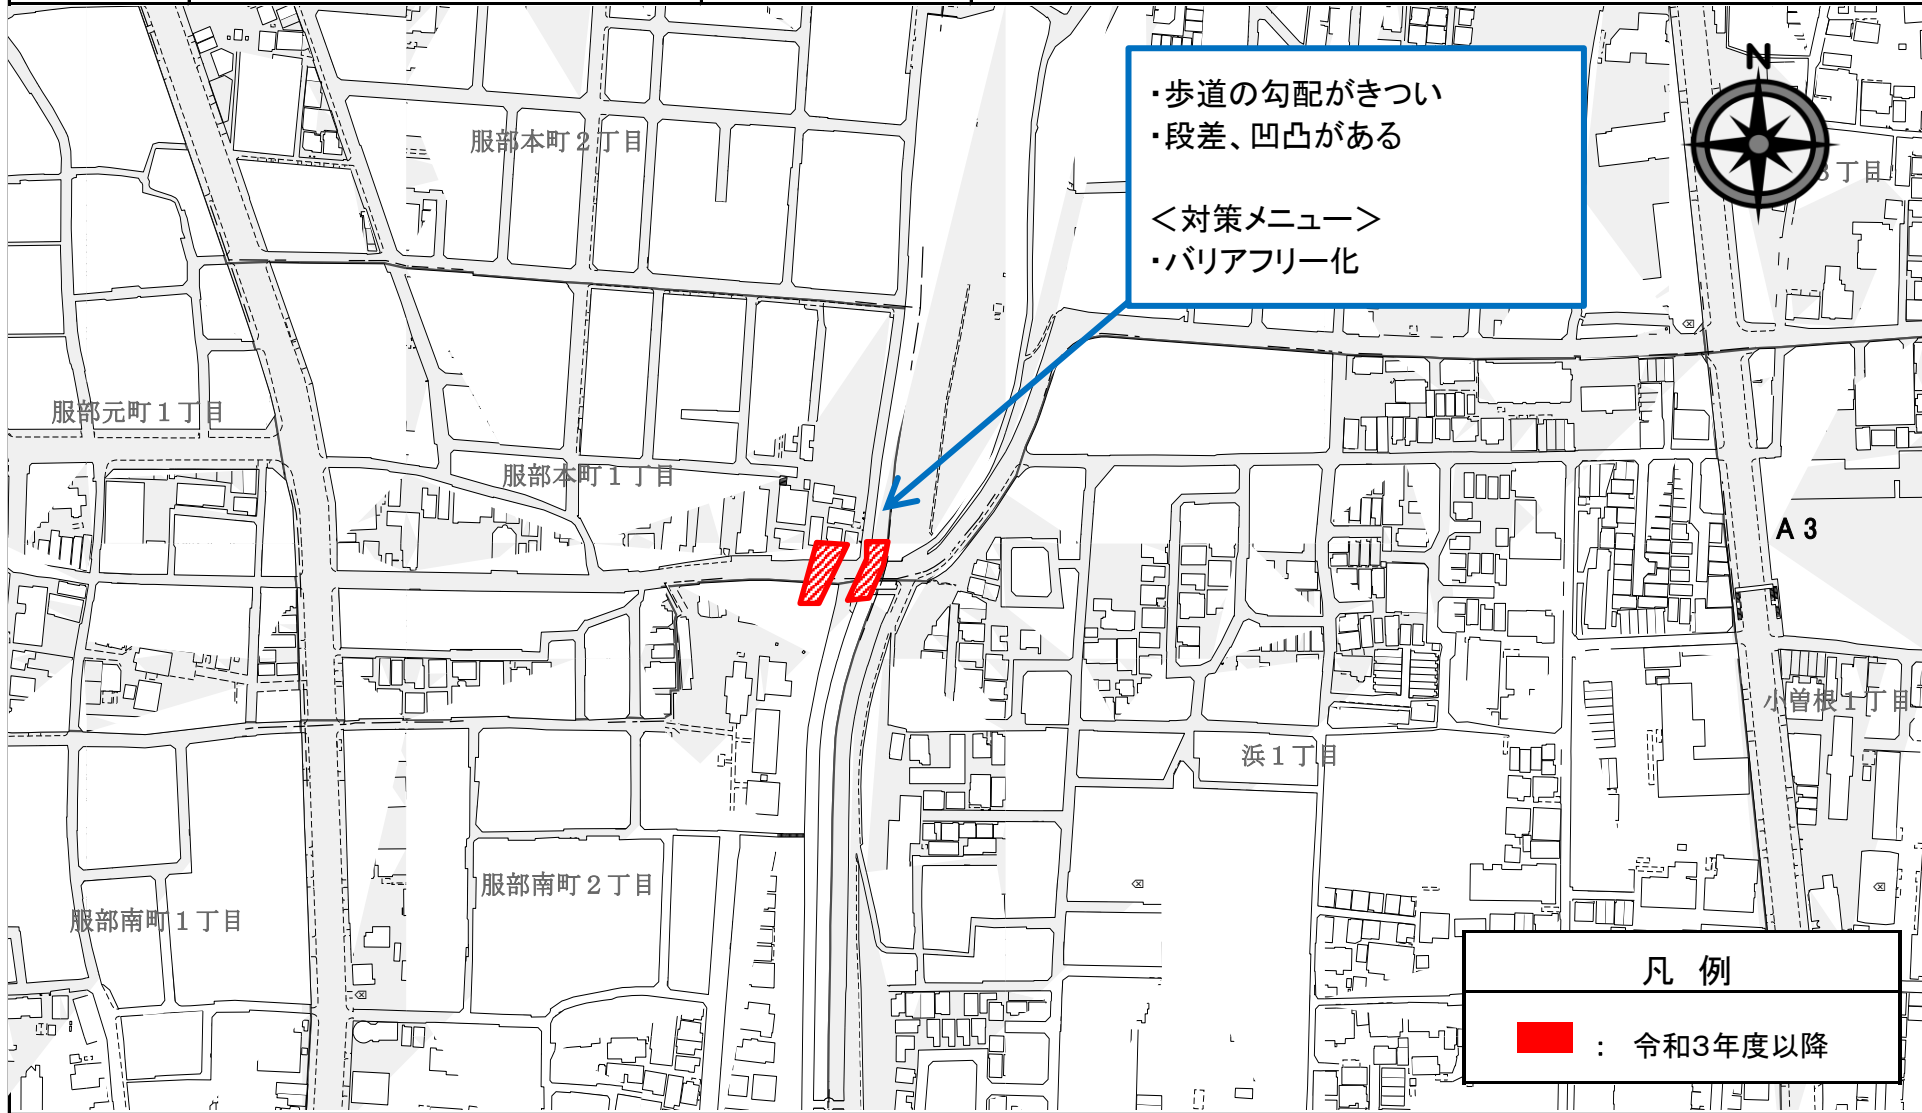 ・歩道の勾配がきつい
・段差、凹凸がある
＜対策メニュー＞
・バリアフリー化
N
服部本町２丁目
３丁目
服部元町１丁目
服部本町１丁目
A 3
小曽根１丁目
浜１丁目
服部南町２丁目
服部南町１丁目
凡 例
： 令和3年度以降